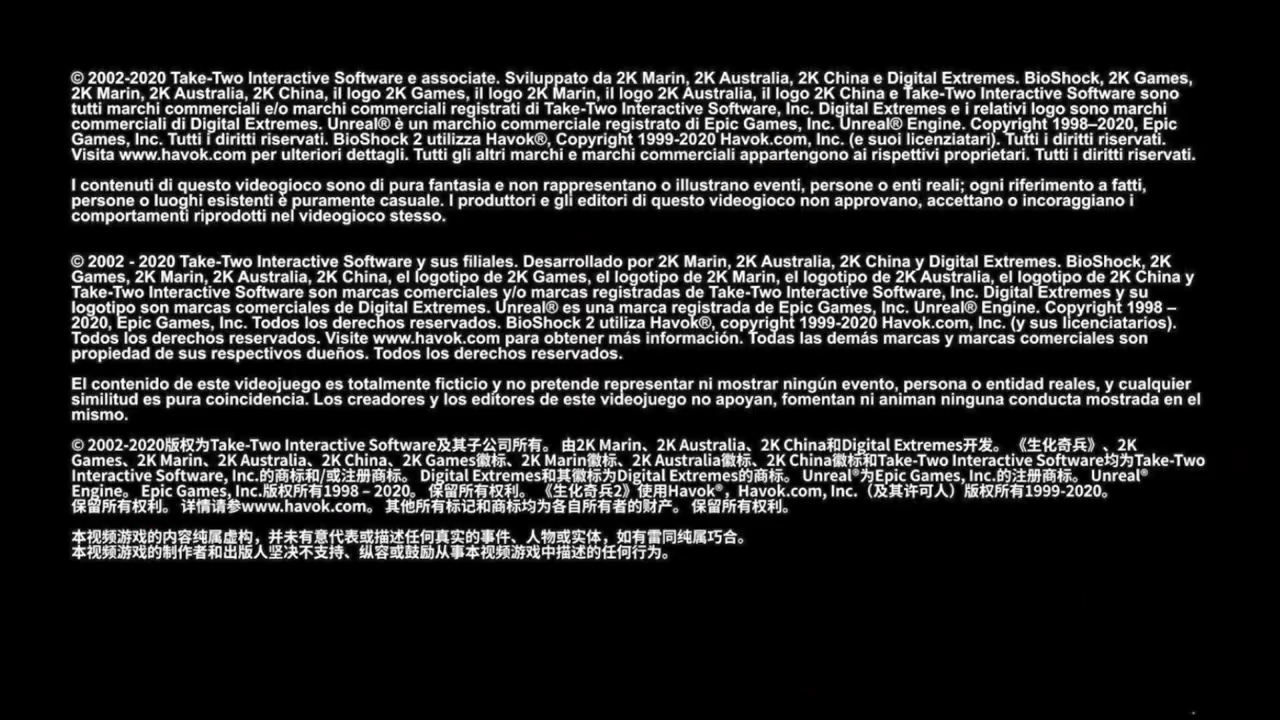 © 2002-2020 Take-Two Interactive Software e associate. Sviluppato da 2K Marin, 2K Australia, 2K China e Digital Extremes. BioShock, 2K Games,
2K Marin, 2K Australia, 2K China, il logo 2K Games, il logo 2K Marin, il logo 2K Australia, il logo 2K China e Take-Two Interactive Software sono
tutti marchi commerciali e/o marchi commerciali registrati di Take-Two Interactive Software, Inc. Digital Extremes e i relativi logo sono marchi
commerciali di Digital Extremes. Unreal® è un marchio commerciale registrato di Epic Games, Inc. Unreal® Engine. Copyright 1998–2020, Epic
Games, Inc. Tutti i diritti riservati. BioShock 2 utilizza Havok®, Copyright 1999-2020 Havok.com, Inc. (e suoi licenziatari). Tutti i diritti riservati.
Visita www.havok.com per ulteriori dettagli. Tutti gli altri marchi e marchi commerciali appartengono ai rispettivi proprietari. Tutti i diritti riservati.
I contenuti di questo videogioco sono di pura fantasia e non rappresentano o illustrano eventi, persone o enti reali; ogni riferimento a fatti,
persone o luoghi esistenti è puramente casuale. I produttori e gli editori di questo videogioco non approvano, accettano o incoraggiano i
comportamenti riprodotti nel videogioco stesso.
© 2002 - 2020 Take-Two Interactive Software y sus filiales. Desarrollado por 2K Marin, 2K Australia, 2K China y Digital Extremes. BioShock, 2K
Games, 2K Marin, 2K Australia, 2K China, el logotipo de 2K Games, el logotipo de 2K Marin, el logotipo de 2K Australia, el logotipo de 2K China y
Take-Two Interactive Software son marcas comerciales y/o marcas registradas de Take-Two Interactive Software, Inc. Digital Extremes y su
logotipo son marcas comerciales de Digital Extremes. Unreal® es una marca registrada de Epic Games, Inc. Unreal® Engine. Copyright 1998 –
2020, Epic Games, Inc. Todos los derechos reservados. BioShock 2 utiliza Havok®, copyright 1999-2020 Havok.com, Inc. (y sus licenciatarios).
Todos los derechos reservados. Visite www.havok.com para obtener más información. Todas las demás marcas y marcas comerciales son
propiedad de sus respectivos dueños. Todos los derechos reservados.
El contenido de este videojuego es totalmente ficticio y no pretende representar ni mostrar ningún evento, persona o entidad reales, y cualquier
similitud es pura coincidencia. Los creadores y los editores de este videojuego no apoyan, fomentan ni animan ninguna conducta mostrada en el
mismo.
© 2002-2020版权为Take-Two Interactive Software及其子公司所有。 由2K Marin、2K Australia、2K China和Digital Extremes开发。 《生化奇兵》、2K
Games、2K Marin、2K Australia、2K China、2K Games徽标、2K Marin徽标、2K Australia徽标、2K China徽标和Take-Two Interactive Software均为Take-Two
Interactive Software, Inc.的商标和/或注册商标。 Digital Extremes和其徽标为Digital Extremes的商标。 Unreal®为Epic Games, Inc.的注册商标。 Unreal®
Engine。 Epic Games, Inc.版权所有1998 – 2020。 保留所有权利。 《生化奇兵2》使用Havok®，Havok.com, Inc.（及其许可人）版权所有1999-2020。
保留所有权利。 详情请参www.havok.com。 其他所有标记和商标均为各自所有者的财产。 保留所有权利。
本视频游戏的内容纯属虚构，并未有意代表或描述任何真实的事件、人物或实体，如有雷同纯属巧合。
本视频游戏的制作者和出版人坚决不支持、纵容或鼓励从事本视频游戏中描述的任何行为。